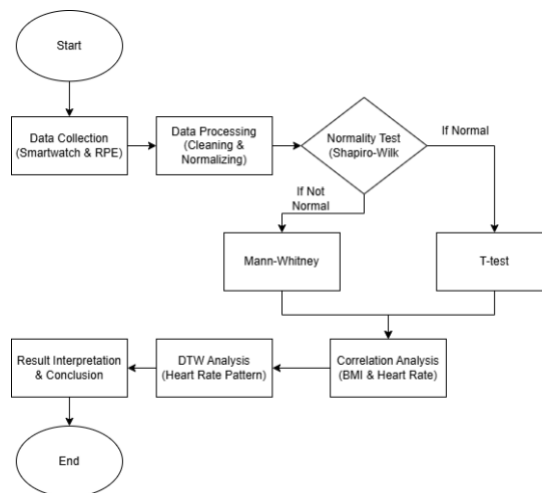 Start
Data Collection
(Smartwatch & RPE)
Data Processing
(Cleaning &
Normalizing)
Normality Test
(Shapiro-Wilk
If Normal
If Not
Normal
Mann-Whitney
T-test
Correlation Analysis
(BMI & Heart Rate)
DTW Analysis
(Heart Rate Pattern)
Result Interpretation
& Conclusion
End